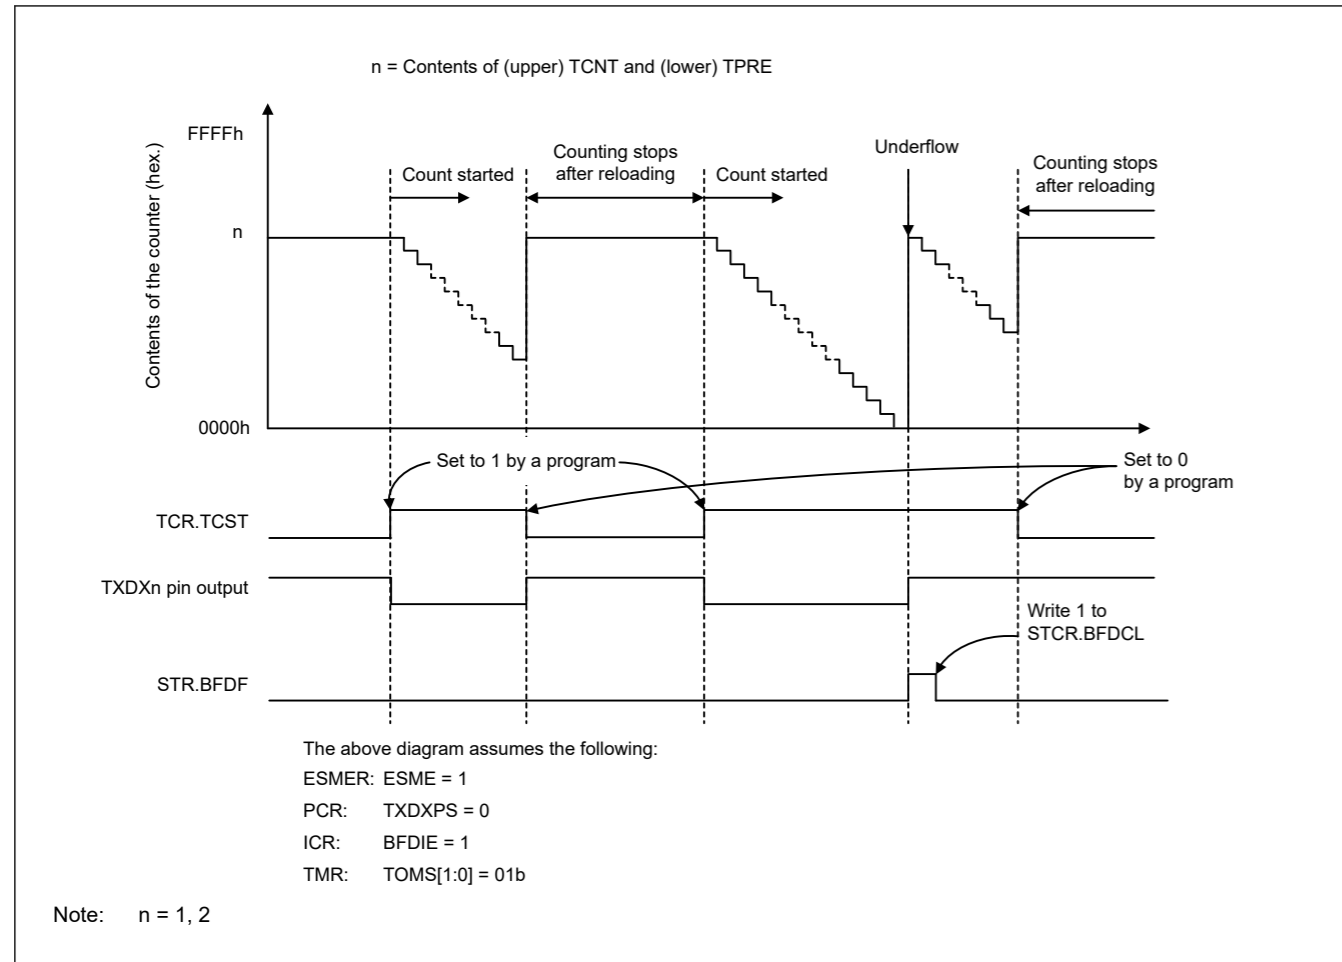 n = Contents of (upper) TCNT and (lower) TPRE
Contents of the counter (hex.)
FFFFh
n
0000h
Count started
Counting stops
after reloading
Count started
Underflow
Counting stops
after reloading
Set to 1 by a program
Set to 0
by a program
TCR.TCST
TXDXn pin output
Write 1 to
STCR.BFDCL
STR.BFDF
The above diagram assumes the following:
ESMER: ESME = 1
PCR: TXDXPS = 0
ICR: BFDIE = 1
TMR: TOMS[1:0] = 01b
Note: n = 1, 2